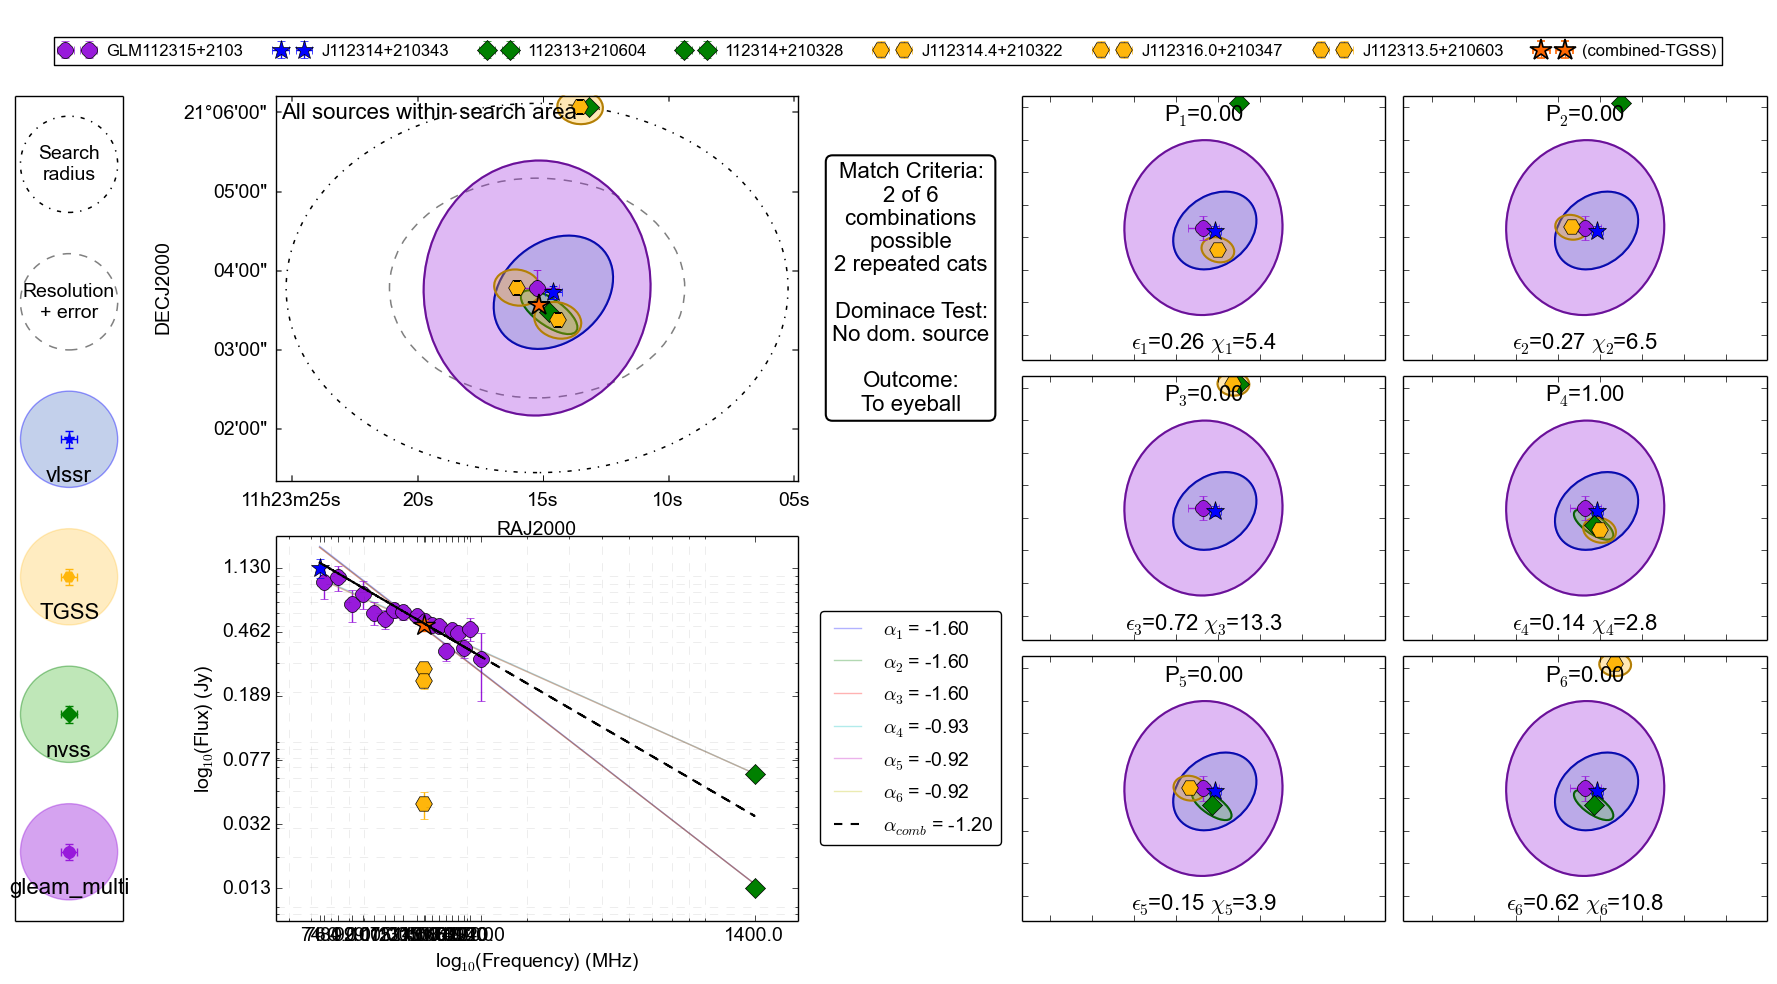 GLM112315+2103 J112314+210343 112313+210604 112314+210328 J112314.4+210322 J112316.0+210347 J112313.5+210603 (combined-TGSS)
Search
radius
Resolution
+ error
vlssr
TGSS
nvss
gleam_multi
All sources within search area
DECJ2000
21°06'00"
05'00"
04'00"
03'00"
02'00"
11h23m25s 20s 15s 10s 05s
RAJ2000
Match Criteria:
2 of 6
combinations
possible
2 repeated cats
Dominace Test:
No dom. source
Outcome:
To eyeball
log10(Flux) (Jy)
1.130
0.462
0.189
0.077
0.032
0.013
1400.0
log10(Frequency) (MHz)
α1 = -1.60
α2 = -1.60
α3 = -1.60
α4 = -0.93
α5 = -0.92
α6 = -0.92
αcomb = -1.20
P1=0.00
ϵ1=0.26 χ1=5.4
P2=0.00
ϵ2=0.27 χ2=6.5
P3=0.00
ϵ3=0.72 χ3=13.3
P4=1.00
ϵ4=0.14 χ4=2.8
P5=0.00
ϵ5=0.15 χ5=3.9
P6=0.00
ϵ6=0.62 χ6=10.8